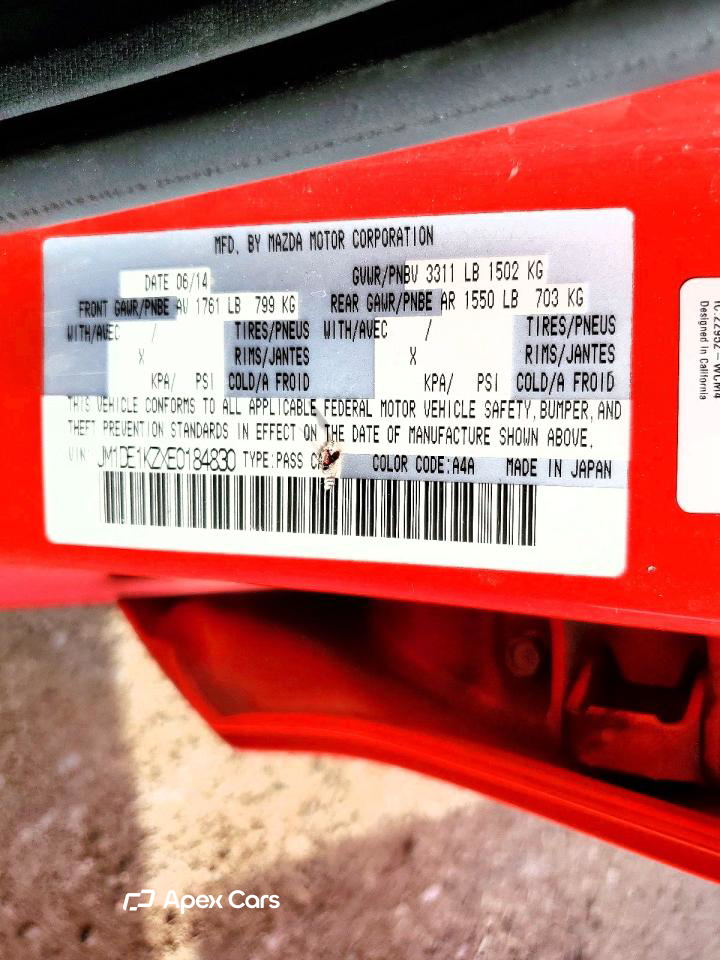 MFD. BY MAZDA MOTOR CORPORATION
DATE 06/14 GVWR/PNBV 3311 LB 1502 KG
FRONT GAWR/PNBE AV 1761 LB 799 KG REAR GAWR/PNBE AR 1550 LB 703 KG
WITH/AVEC / TIRES/PNEUS WITH/AVEC / TIRES/PNEUS
X RIMS/JANTES X RIMS/JANTES
KPA/ PSI COLD/A FROID KPA/ PSI COLD/A FROID
THIS VEHICLE CONFORMS TO ALL APPLICABLE FEDERAL MOTOR VEHICLE SAFETY, BUMPER, AND
THEFT PREVENTION STANDARDS IN EFFECT ON THE DATE OF MANUFACTURE SHOWN ABOVE.
VIN: JM1DE1KZXE0184830 TYPE:PASS COLOR CODE:A4A MADE IN JAPAN
Designed in California
Apex Cars